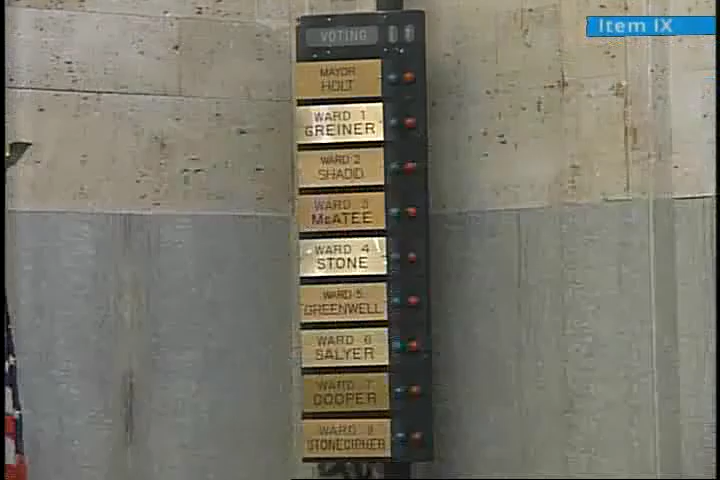 Item IX
VOTING
MAYOR
HOLT
WARD 1
GREINER
WARD 2
SHADID
WARD 3
McATEE
WARD 4
STONE
WARD 5
GREENWELL
WARD 6
SALYER
WARD 7
COOPER
WARD 8
STONECIPHER